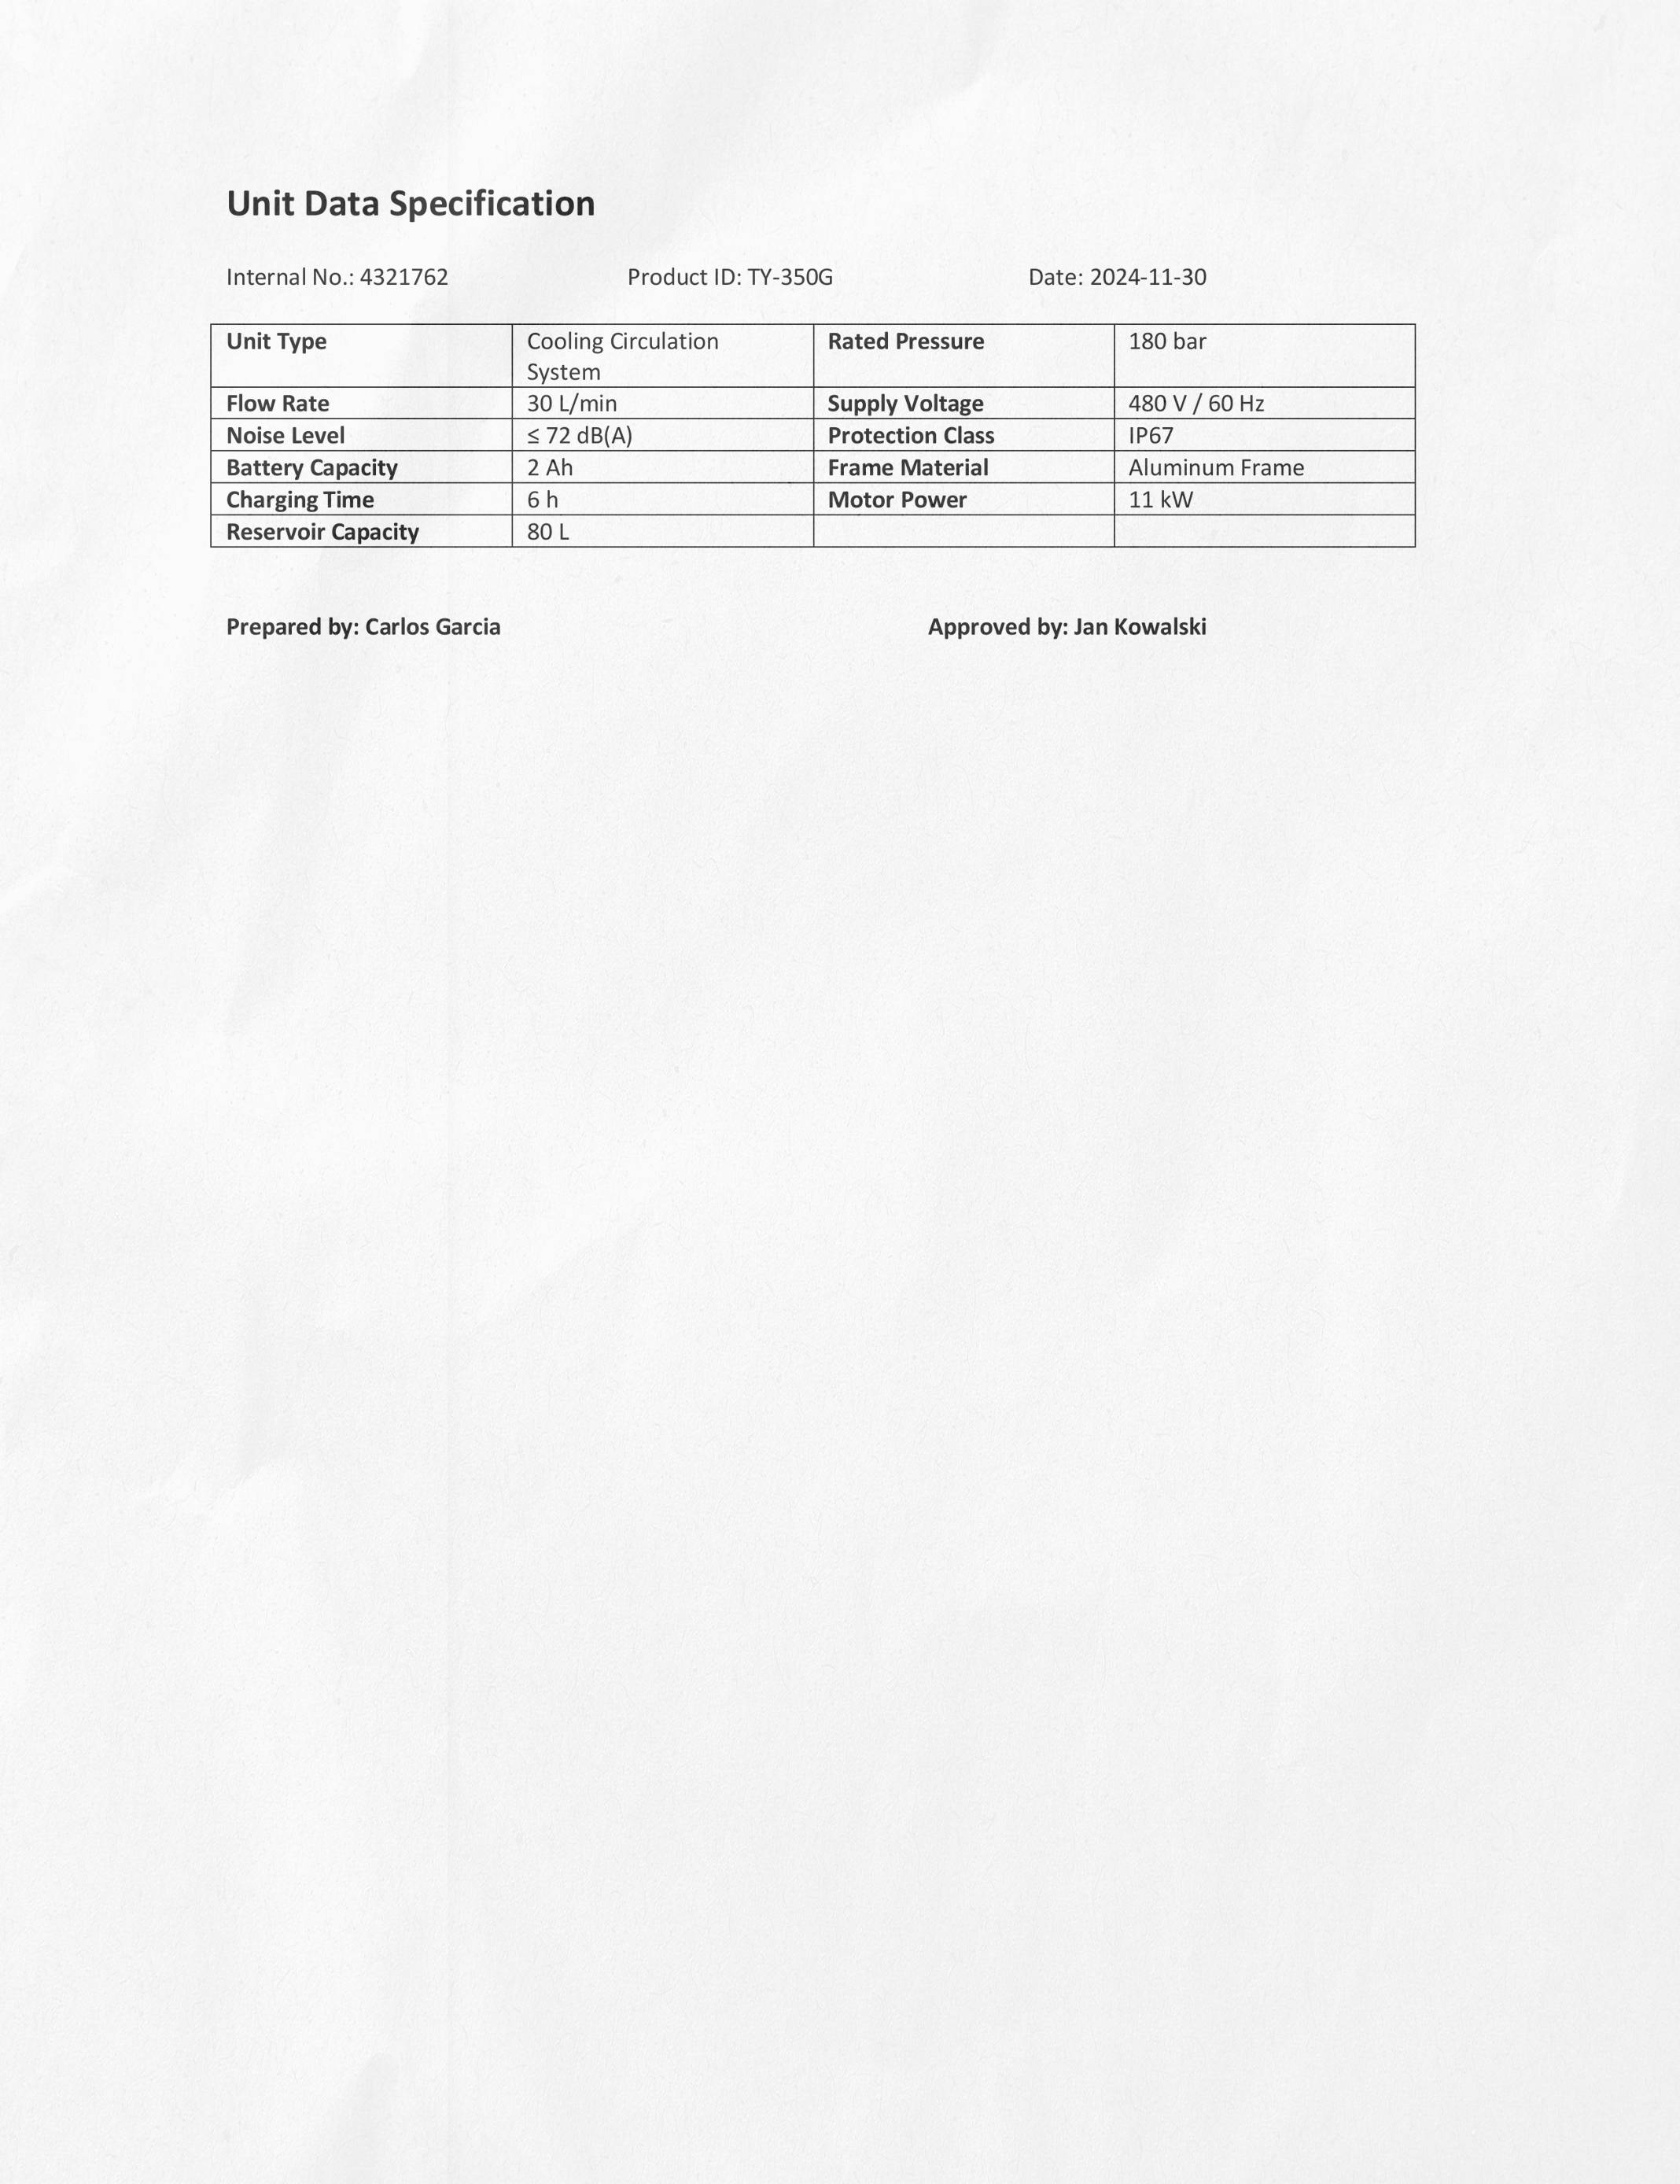 Unit Data Specification
Internal No.: 4321762 Product ID: TY-350G Date: 2024-11-30
Unit Type Cooling Circulation System Rated Pressure 180 bar
Flow Rate 30 L/min Supply Voltage 480 V / 60 Hz
Noise Level ≤ 72 dB(A) Protection Class IP67
Battery Capacity 2 Ah Frame Material Aluminum Frame
Charging Time 6 h Motor Power 11 kW
Reservoir Capacity 80 L
Prepared by: Carlos Garcia Approved by: Jan Kowalski